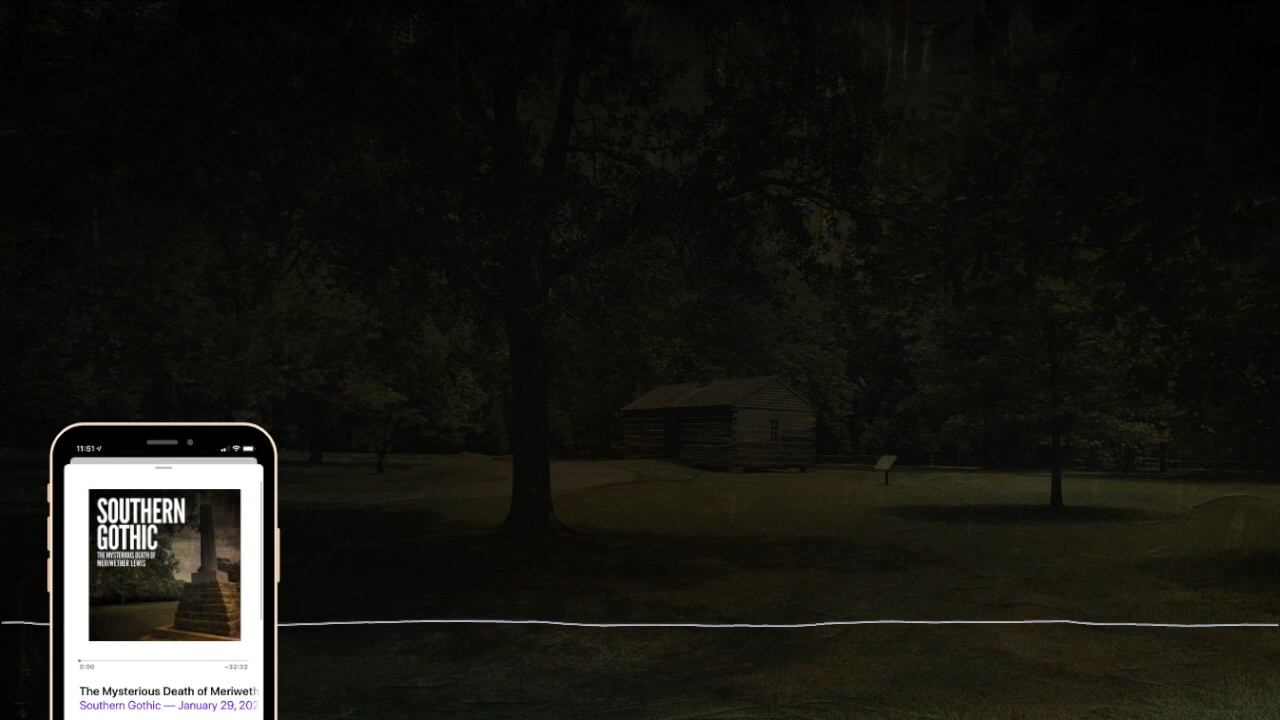 11:51
SOUTHERN
GOTHIC
THE MYSTERIOUS DEATH OF
MERIWETHER LEWIS
0:00
-32:32
The Mysterious Death of Meriweth
Southern Gothic — January 29, 202